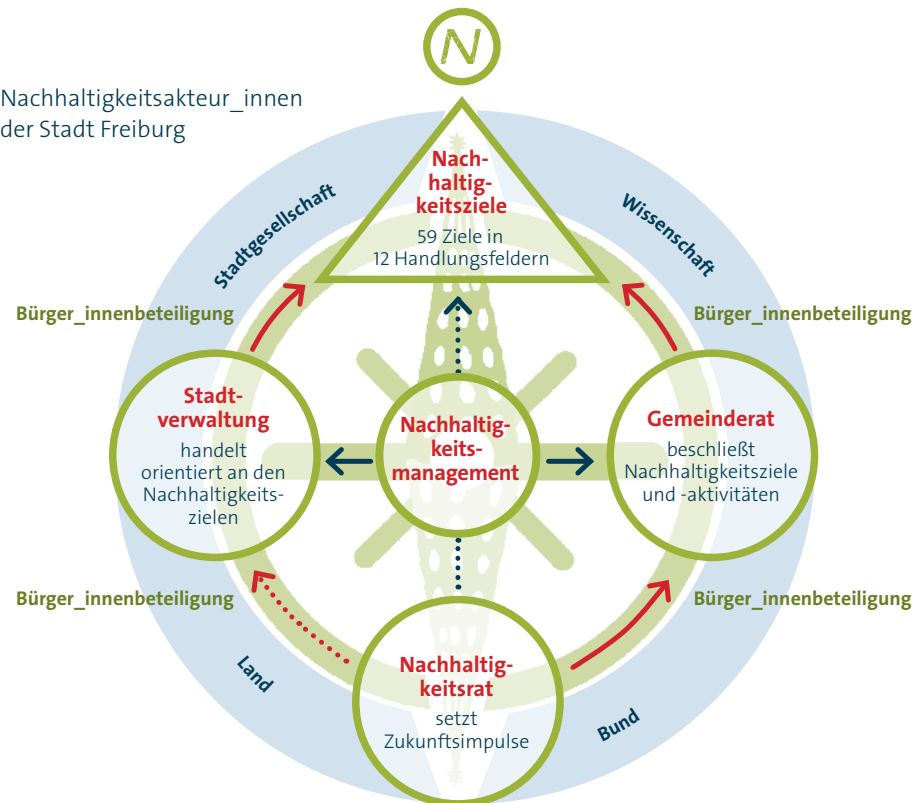 N
Nachhaltigkeitsakteur_innen
der Stadt Freiburg
Nach-
haltig-
keitsziele
59 Ziele in
12 Handlungsfeldern
Stadtgesellschaft
Wissenschaft
Bürger_innenbeteiligung
Bürger_innenbeteiligung
Stadt-
verwaltung
handelt
orientiert an den
Nachhaltigkeits-
zielen
Nachhaltig-
keits-
management
Gemeinderat
beschließt
Nachhaltigkeitsziele
und -aktivitäten
Bürger_innenbeteiligung
Bürger_innenbeteiligung
Land
Nachhaltig-
keitsrat
setzt
Zukunftsimpulse
Bund